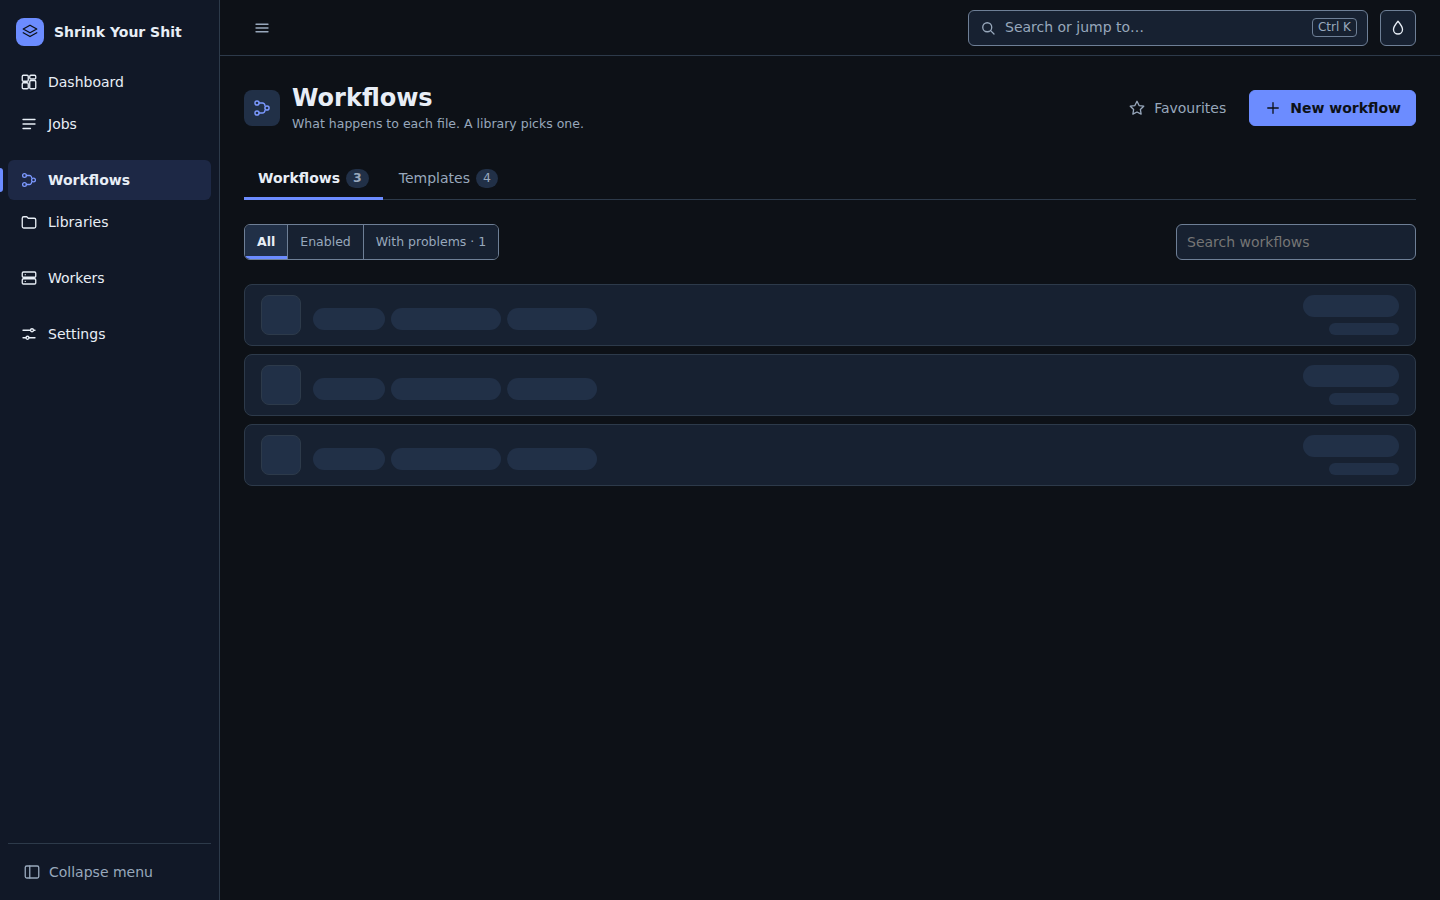 Shrink Your Shit
Search or jump to...
Ctrl K
Dashboard
Jobs
Workflows
Libraries
Workers
Settings
Collapse menu
Workflows
What happens to each file. A library picks one.
Favourites
New workflow
Workflows 3
Templates 4
All
Enabled
With problems · 1
Search workflows